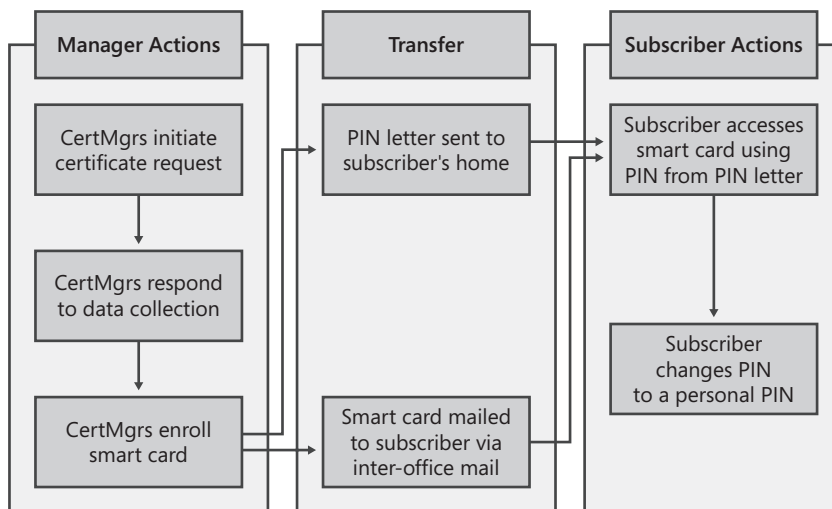 Manager Actions
Transfer
Subscriber Actions
CertMgrs initiate
certificate request
CertMgrs respond
to data collection
CertMgrs enroll
smart card
PIN letter sent to
subscriber's home
Smart card mailed
to subscriber via
inter-office mail
Subscriber accesses
smart card using
PIN from PIN letter
Subscriber
changes PIN
to a personal PIN